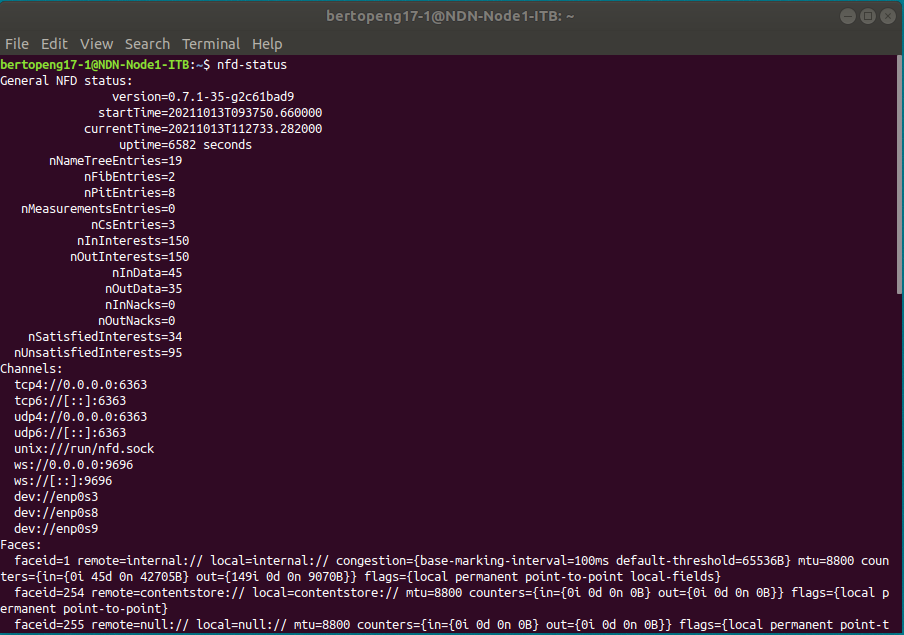 bertopeng17-1@NDN-Node1-ITB: ~
File Edit View Search Terminal Help
bertopeng17-1@NDN-Node1-ITB:~$ nfd-status
General NFD status:
version=0.7.1-35-g2c61bad9
startTime=20211013T093750.660000
currentTime=20211013T112733.282000
uptime=6582 seconds
nNameTreeEntries=19
nFibEntries=2
nPitEntries=8
nMeasurementsEntries=0
nCsEntries=3
nInInterests=150
nOutInterests=150
nInData=45
nOutData=35
nInNacks=0
nOutNacks=0
nSatisfiedInterests=34
nUnsatisfiedInterests=95
Channels:
tcp4://0.0.0.0:6363
tcp6://[::]:6363
udp4://0.0.0.0:6363
udp6://[::]:6363
unix:///run/nfd.sock
ws://0.0.0.0:9696
ws://[::]:9696
dev://enp0s3
dev://enp0s8
dev://enp0s9
Faces:
faceid=1 remote=internal:// local=internal:// congestion={base-marking-interval=100ms default-threshold=65536B} mtu=8800 coun
ters={in={0i 45d 0n 42705B} out={149i 0d 0n 9070B}} flags={local permanent point-to-point local-fields}
faceid=254 remote=contentstore:// local=contentstore:// mtu=8800 counters={in={0i 0d 0n 0B} out={0i 0d 0n 0B}} flags={local p
ermanent point-to-point}
faceid=255 remote=null:// local=null:// mtu=8800 counters={in={0i 0d 0n 0B} out={0i 0d 0n 0B}} flags={local permanent point-t